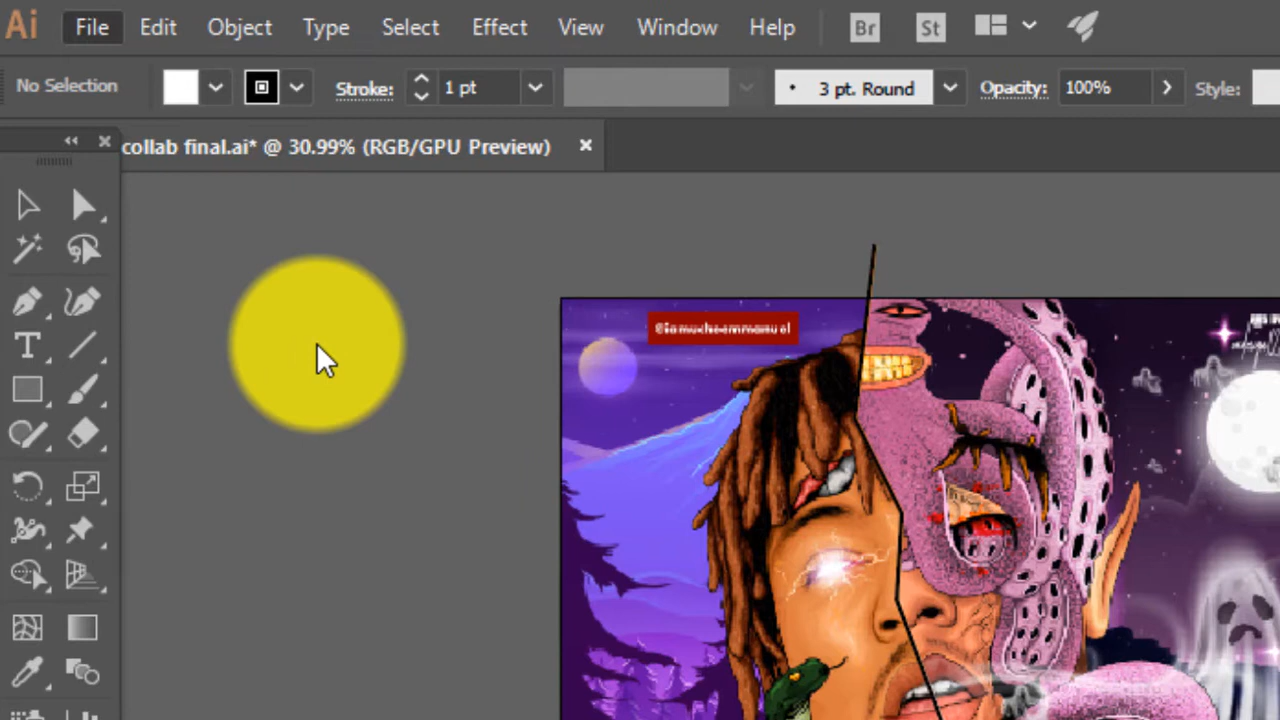 Ai File Edit Object Type Select Effect View Window Help Br St
No Selection Stroke: 1 pt 3 pt. Round Opacity: 100% Style:
collab final.ai* @ 30.99% (RGB/GPU Preview)
@iamucheemmanuel